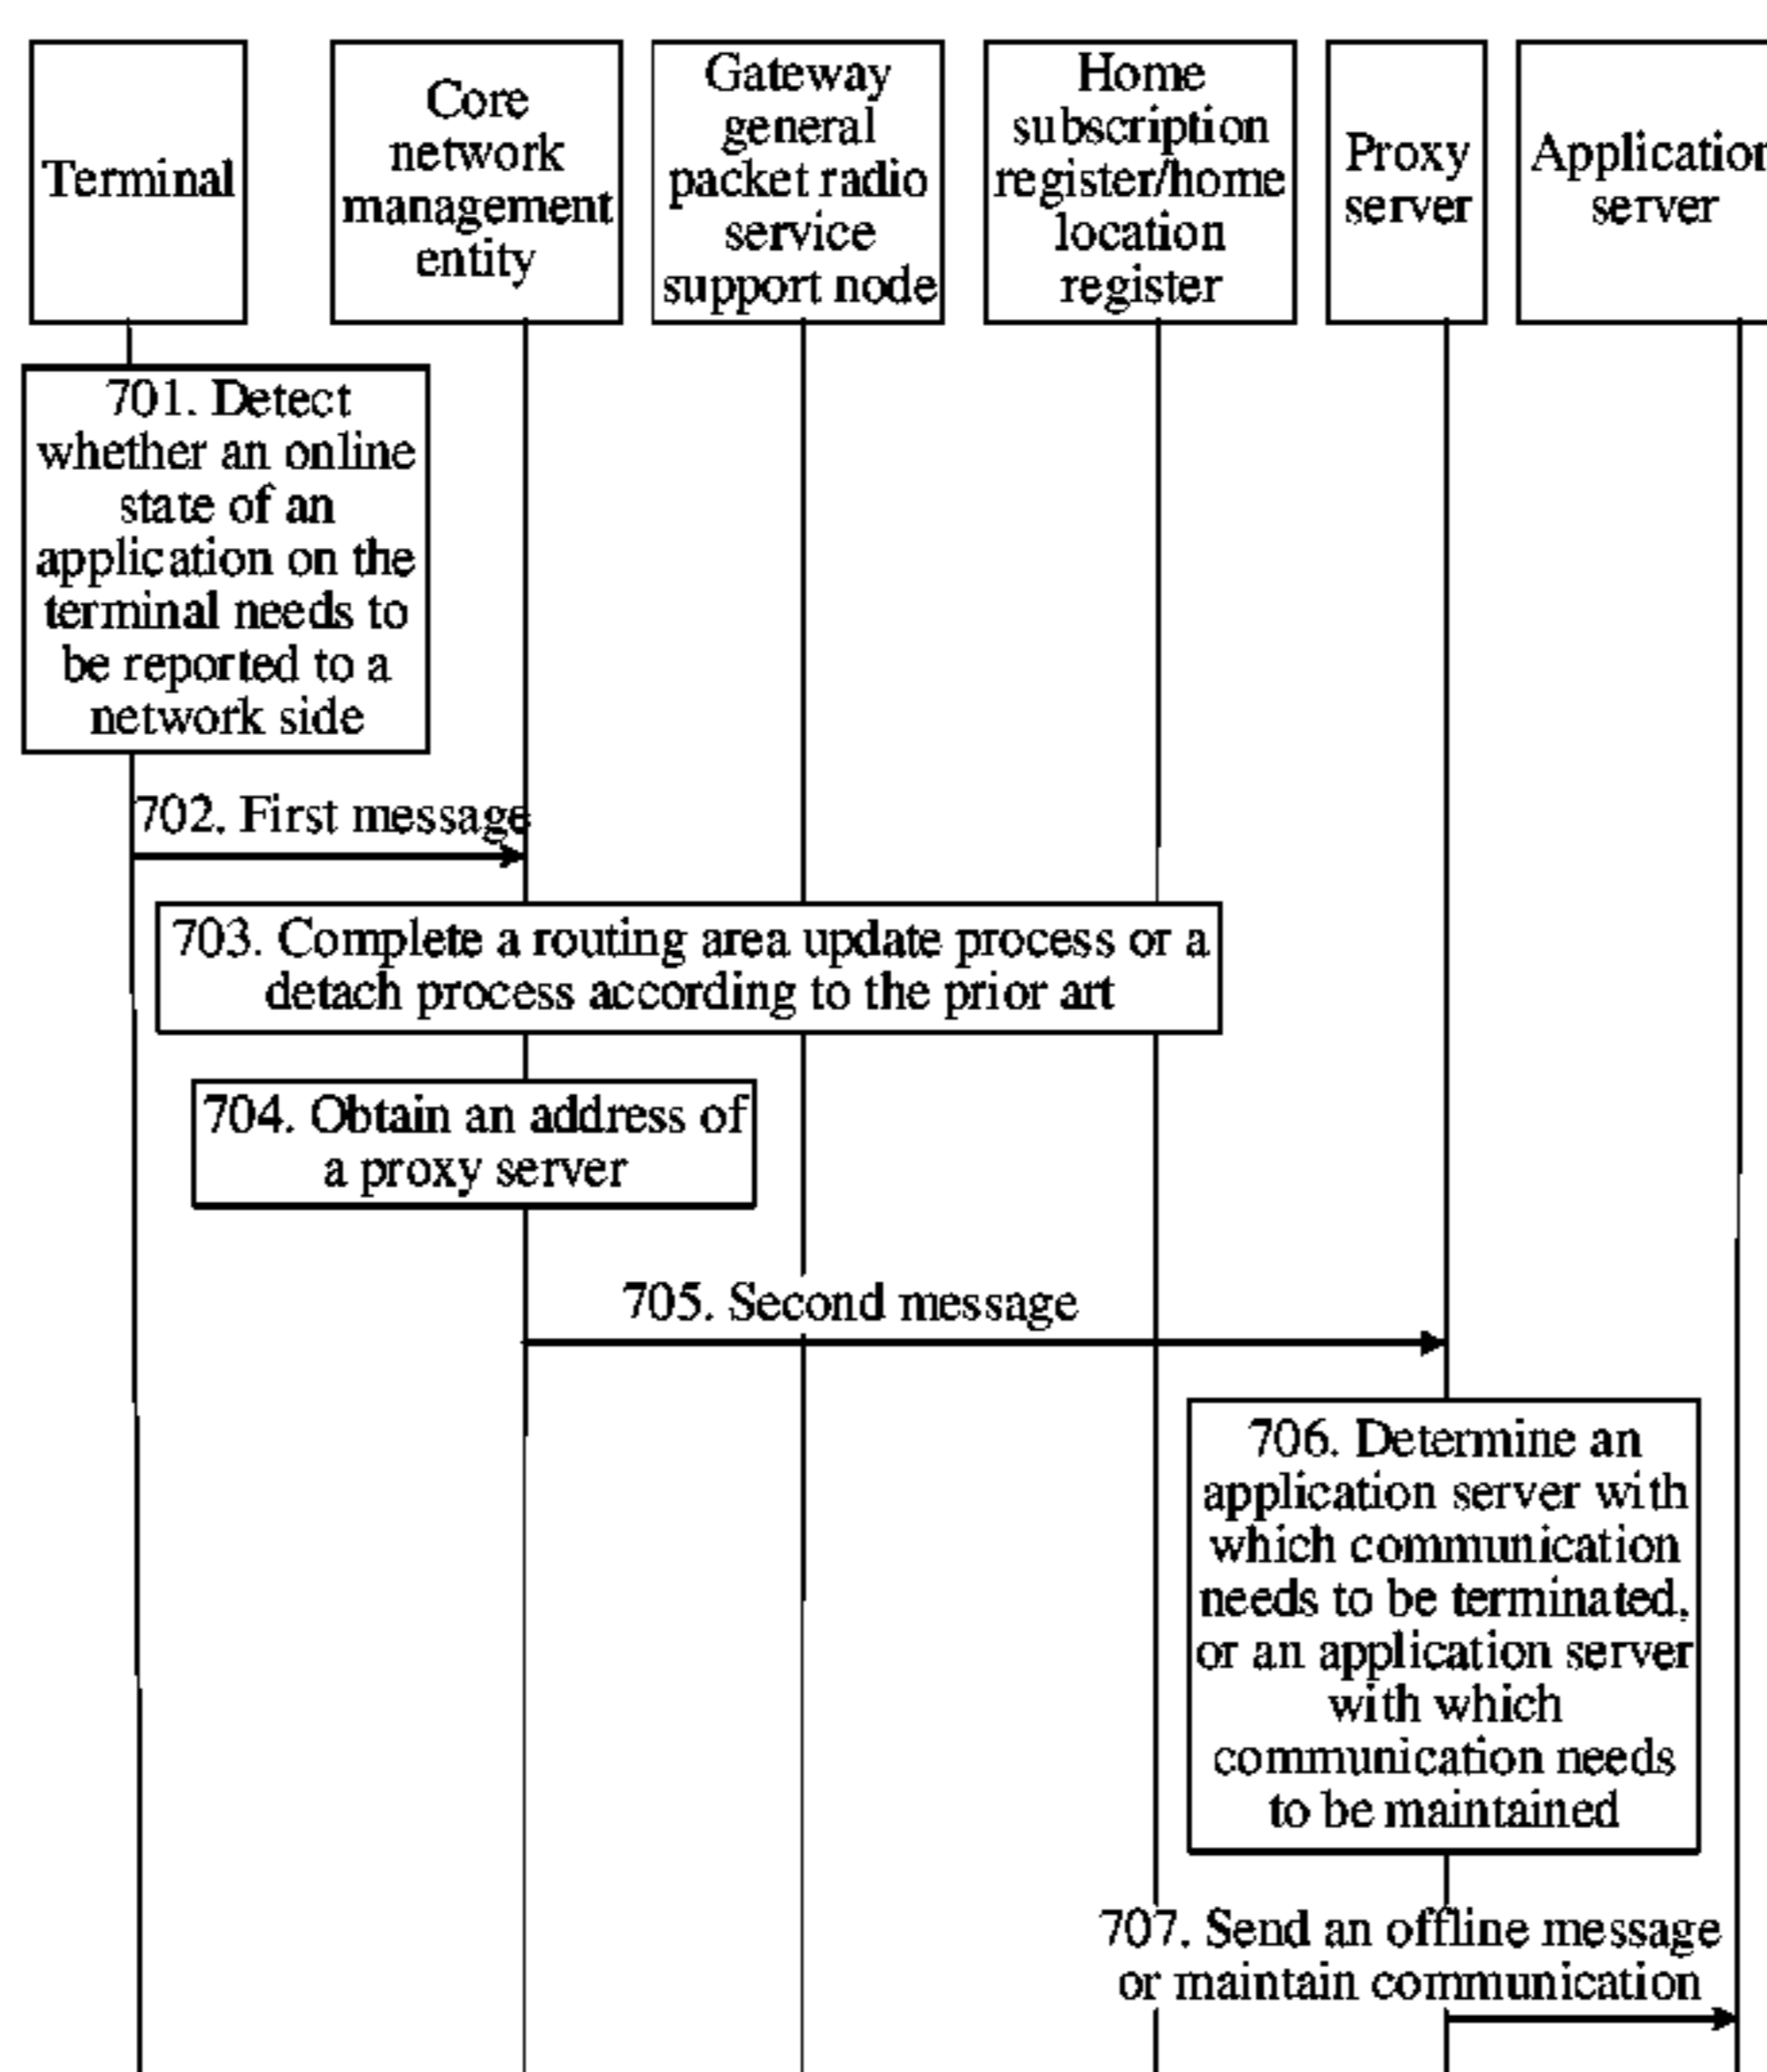 Terminal
Core
network
management
entity
Gateway
general
packet radio
service
support node
Home
subscription
register/home
location
register
Proxy
server
Application
server
701. Detect
whether an online
state of an
application on the
terminal needs to
be reported to a
network side
702. First message
703. Complete a routing area update process or a
detach process according to the prior art
704. Obtain an address of
a proxy server
705. Second message
706. Determine an
application server with
which communication
needs to be terminated,
or an application server
with which
communication needs
to be maintained
707. Send an offline message
or maintain communication